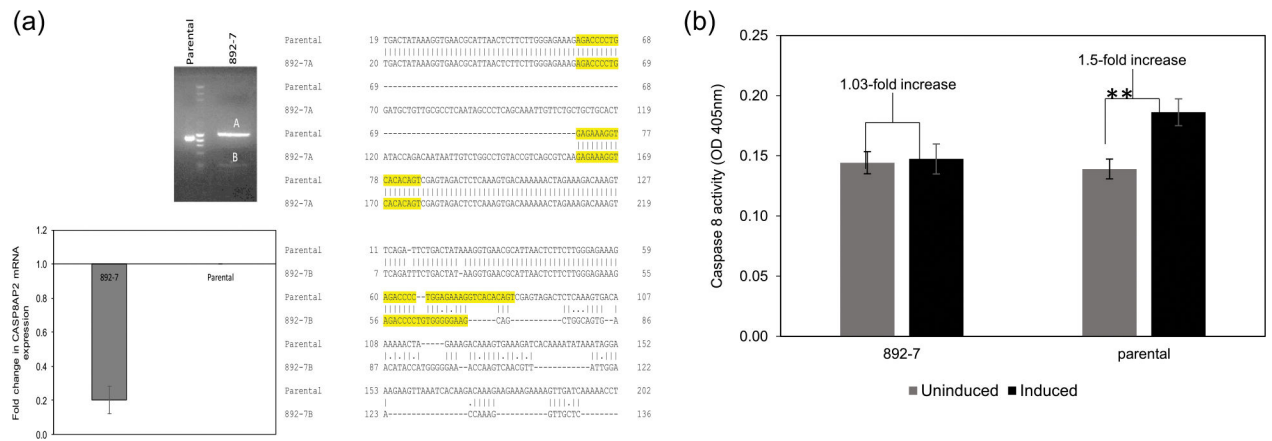 (a)
Parental
892-7
A
B
Parental 19 TGACTATAAAGGTGAACGCATTAACTCTTCTTGGGAGAAAGAGACCCCTG 68
||||||||||||||||||||||||||||||||||||||||||||||||||
892-7A 20 TGACTATAAAGGTGAACGCATTAACTCTTCTTGGGAGAAAGAGACCCCTG 69
Parental 69 -------------------------------------------------- 68
892-7A 70 GATGCTGTTGCGCCTCAATAGCCCTCAGCAAATTGTTCTGCTGCTGCACT 119
Parental 69 -----------------------------------------GAGAAAGGT 77
|||||||||
892-7A 120 ATACCAGACAATAATTGTCTGGCCTGTACCGTCAGCGTCAAGAGAAAGGT 169
Parental 78 CACACAGTCGAGTAGACTCTCAAAGTGACAAAAAACTAGAAAGACAAAGT 127
||||||||||||||||||||||||||||||||||||||||||||||||||
892-7A 170 CACACAGTCGAGTAGACTCTCAAAGTGACAAAAAACTAGAAAGACAAAGT 219
Parental 11 TCAGA-TTCTGACTATAAAGGTGAACGCATTAACTCTTCTTGGGAGAAAG 59
||||| |||||||||| |||||||||||||||||||||||||||||||||
892-7B 7 TCAGATTTCTGACTAT-AAGGTGAACGCATTAACTCTTCTTGGGAGAAAG 55
Parental 60 AGACCCC--TGGAGAAAGGTCACACAGTCGAGTAGACTCTCAAAGTGACA 107
||||||| |||.|.||| ||| ||...|||| |
892-7B 56 AGACCCCTGTGGGGGAAG------CAG----------CTGGCAGTG--A 86
Parental 108 AAAAACTA-----GAAAGACAAAGTGAAAGATCACAAAATATAAATAGGA 152
892-7B 87 ACATACCATGGGGGAA--ACCAAGTCAACGTT-------------ATTGGA 122
Parental 153 AAGAAGTTAAATCACAAGACAAAGAAGAAAGAAAAGTTGATCAAAAACCT 202
892-7B 123 A-----------------CCAAAG---------GTTGCTC---------- 136
Fold change in CASP8AP2 mRNA
expression
1.2
1.0
0.8
0.6
0.4
0.2
0.0
892-7
Parental
(b)
Caspase 8 activity (OD 405nm)
0.25
0.20
0.15
0.10
0.05
0.00
1.03-fold increase
1.5-fold increase
**
892-7
parental
Uninduced
Induced